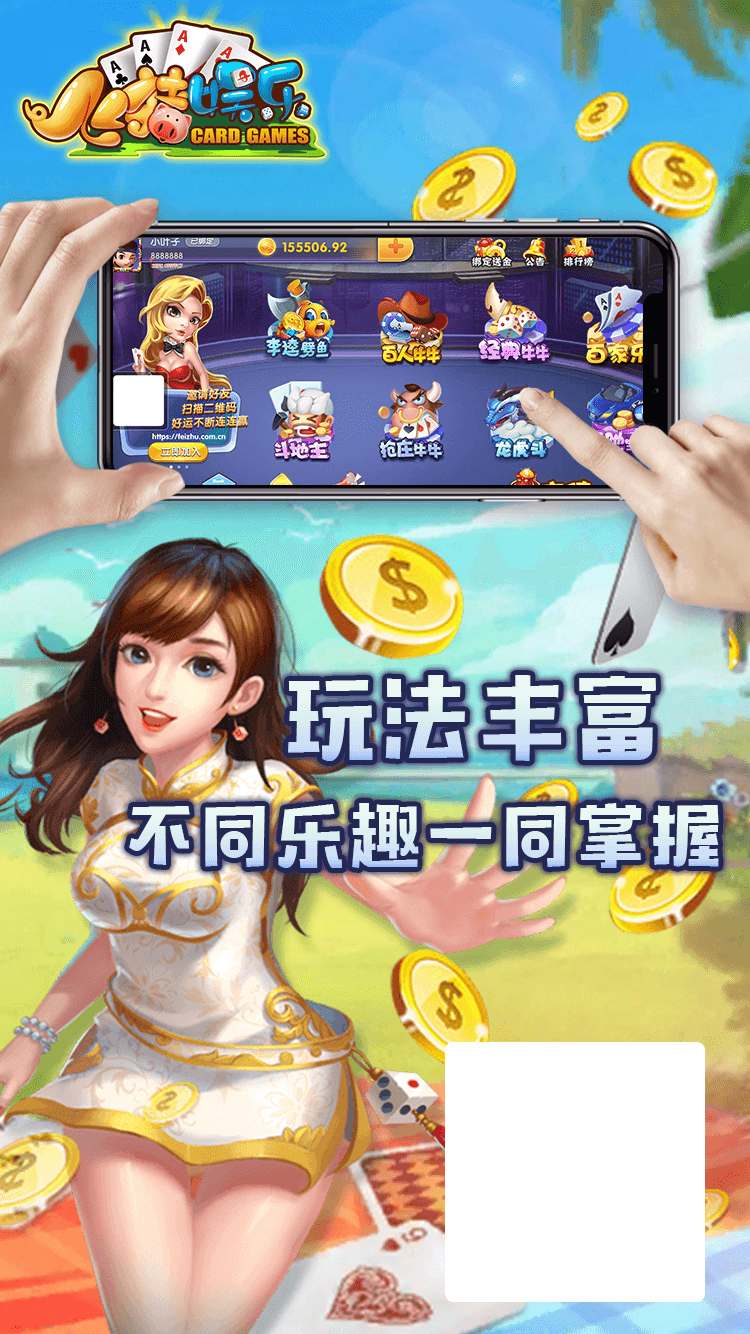 A
A
A
A
飞猪娱乐
CARD GAMES
小叶子 已绑定
8888888
155506.92
绑定送金
公告
排行榜
李逵劈鱼
百人牛牛
经典牛牛
百家乐
邀请好友
扫描二维码
好运不断连连赢
https://feizhu.com.cn
立即加入
斗地主
抢庄牛牛
龙虎斗
玩法丰富
不同乐趣一同掌握
9